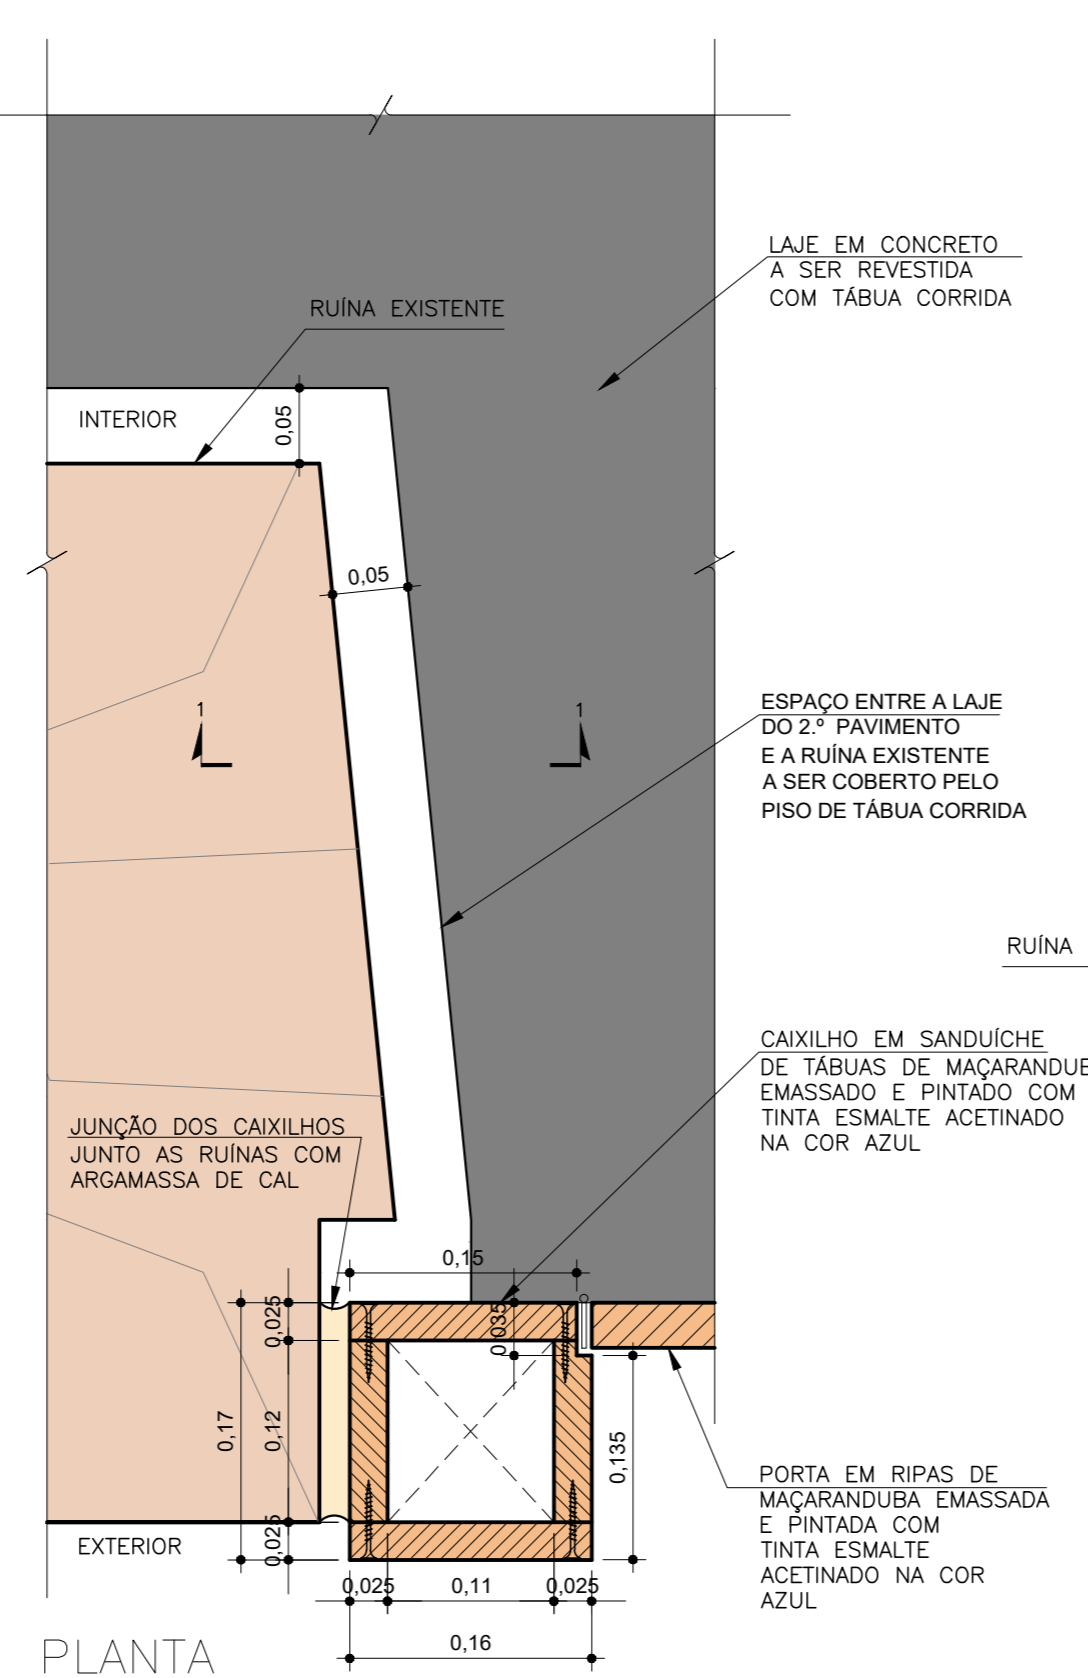 LAJE EM CONCRETO
A SER REVESTIDA
COM TÁBUA CORRIDA
RUÍNA EXISTENTE
INTERIOR
0,05
0,05
1
1
ESPAÇO ENTRE A LAJE
DO 2.º PAVIMENTO
E A RUÍNA EXISTENTE
A SER COBERTO PELO
PISO DE TÁBUA CORRIDA
RUÍNA
CAIXILHO EM SANDUÍCHE
DE TÁBUAS DE MAÇARANDUB
EMASSADO E PINTADO COM
TINTA ESMALTE ACETINADO
NA COR AZUL
JUNÇÃO DOS CAIXILHOS
JUNTO AS RUÍNAS COM
ARGAMASSA DE CAL
0,15
0,025
0,035
0,17
0,12
0,135
0,025
EXTERIOR
PORTA EM RIPAS DE
MAÇARANDUBA EMASSADA
E PINTADA COM
TINTA ESMALTE
ACETINADO NA COR
AZUL
0,025
0,11
0,025
0,16
PLANTA